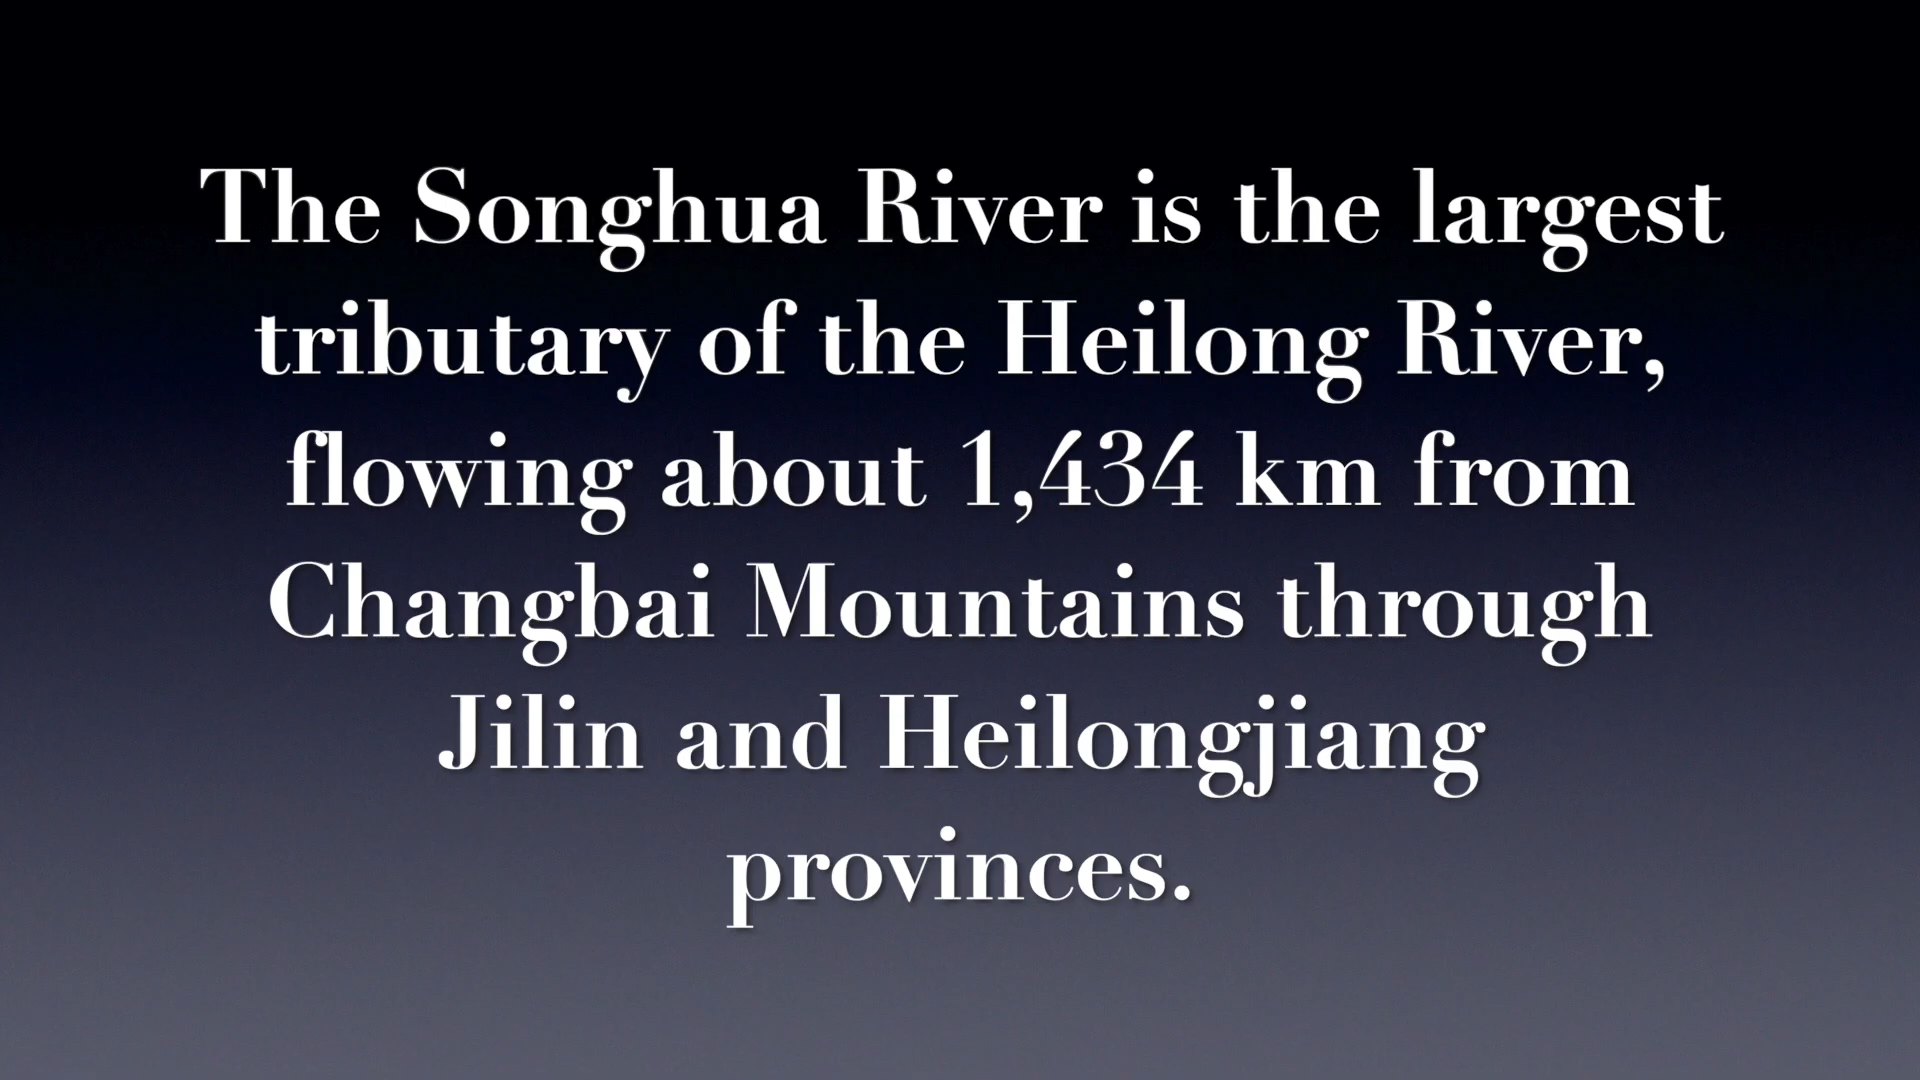 The Songhua River is the largest
tributary of the Heilong River,
flowing about 1,434 km from
Changbai Mountains through
Jilin and Heilongjiang
provinces.